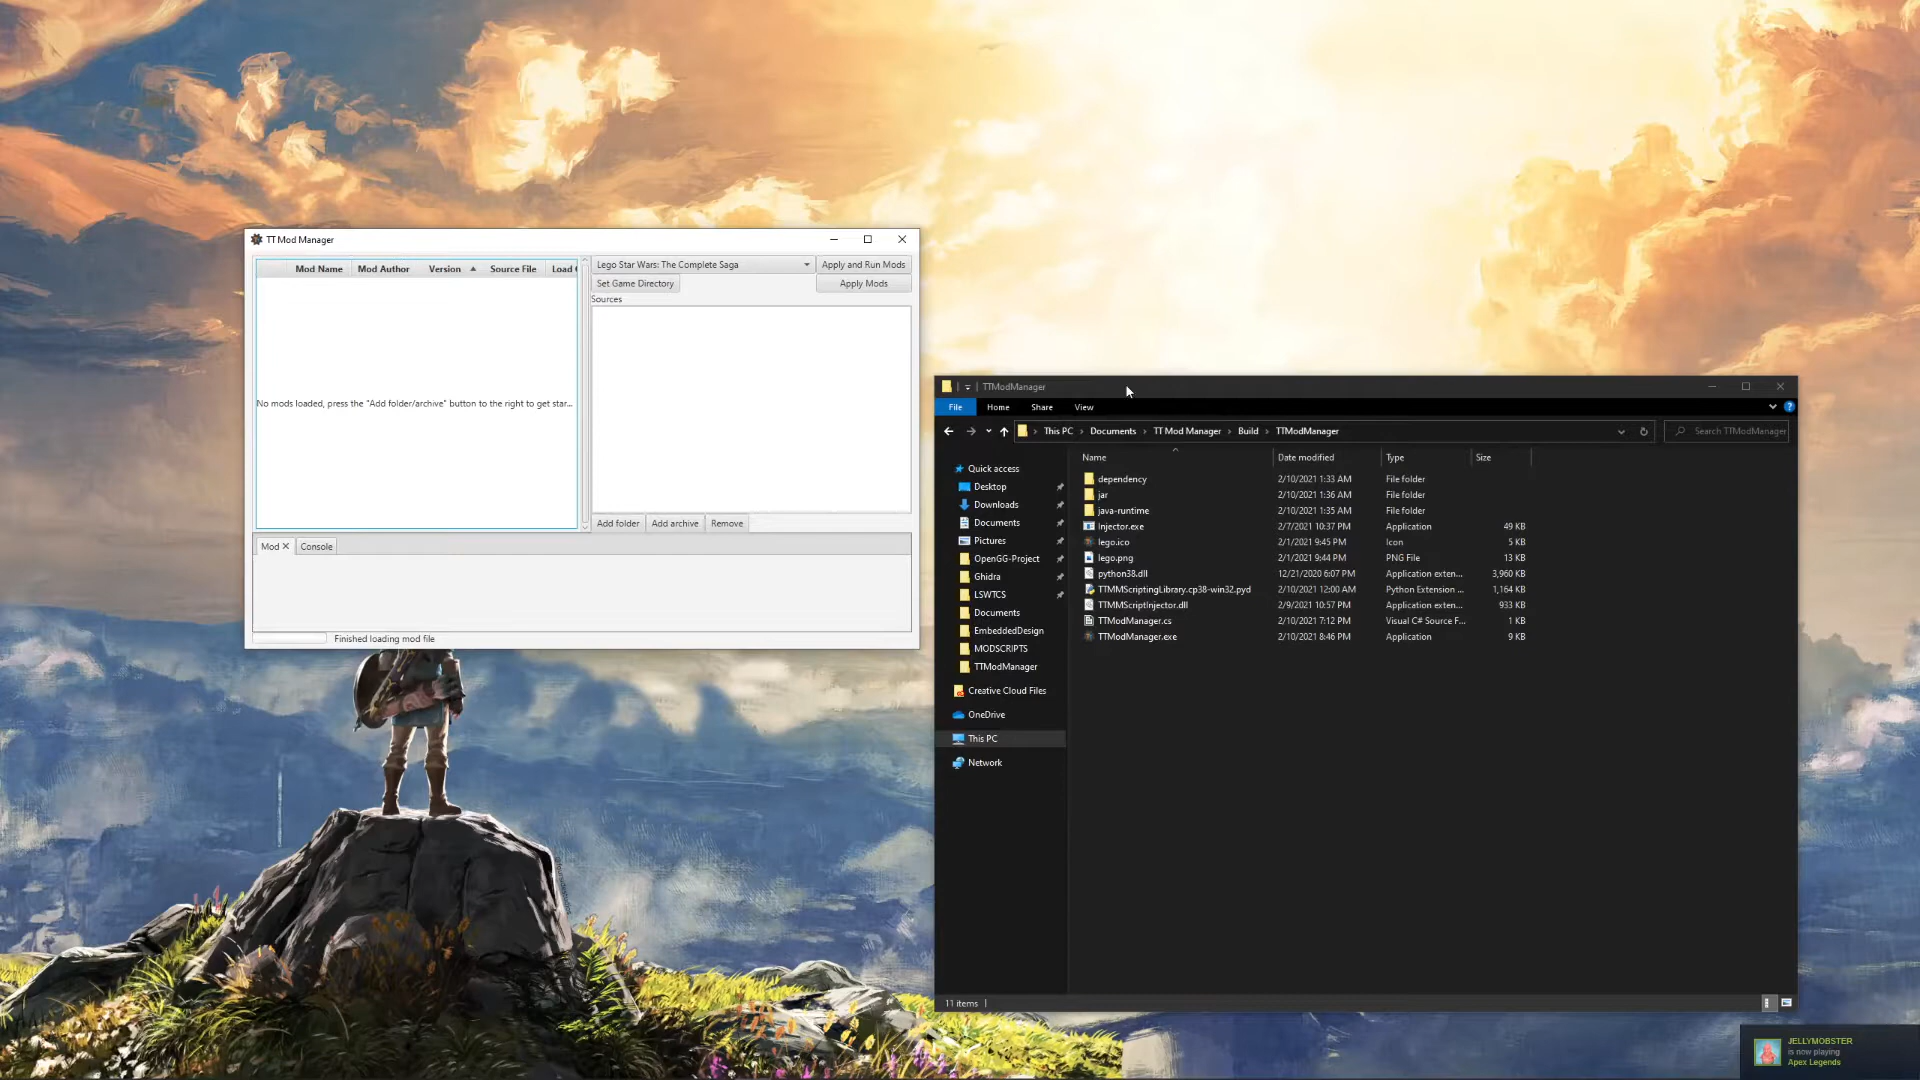 TT Mod Manager
Mod Name Mod Author Version Source File Load
Lego Star Wars: The Complete Saga Apply and Run Mods
Set Game Directory Apply Mods
Sources
No mods loaded, press the "Add folder/archive" button to the right to get star...
Add folder Add archive Remove
Mod Console
Finished loading mod file
TTModManager
File Home Share View
This PC > Documents > TT Mod Manager > Build > TTModManager
Search TTModManager
Name Date modified Type Size
Quick access
Desktop
Downloads
Documents
Pictures
OpenGG-Project
Ghidra
LSWTCS
Documents
EmbeddedDesign
MODSCRIPTS
TTModManager
Creative Cloud Files
OneDrive
This PC
Network
dependency 2/10/2021 1:33 AM File folder
jar 2/10/2021 1:36 AM File folder
java-runtime 2/10/2021 1:35 AM File folder
Injector.exe 2/7/2021 10:37 PM Application 49 KB
lego.ico 2/1/2021 9:45 PM Icon 5 KB
lego.png 2/1/2021 9:44 PM PNG File 13 KB
python38.dll 12/21/2020 6:07 PM Application exten... 3,960 KB
TTMMScriptingLibrary.cp38-win32.pyd 2/10/2021 12:00 AM Python Extension ... 1,164 KB
TTMMScriptInjector.dll 2/9/2021 10:57 PM Application exten... 933 KB
TTModManager.cs 2/10/2021 7:12 PM Visual C# Source F... 1 KB
TTModManager.exe 2/10/2021 8:46 PM Application 9 KB
11 items
JELLYMOBSTER
is now playing
Apex Legends